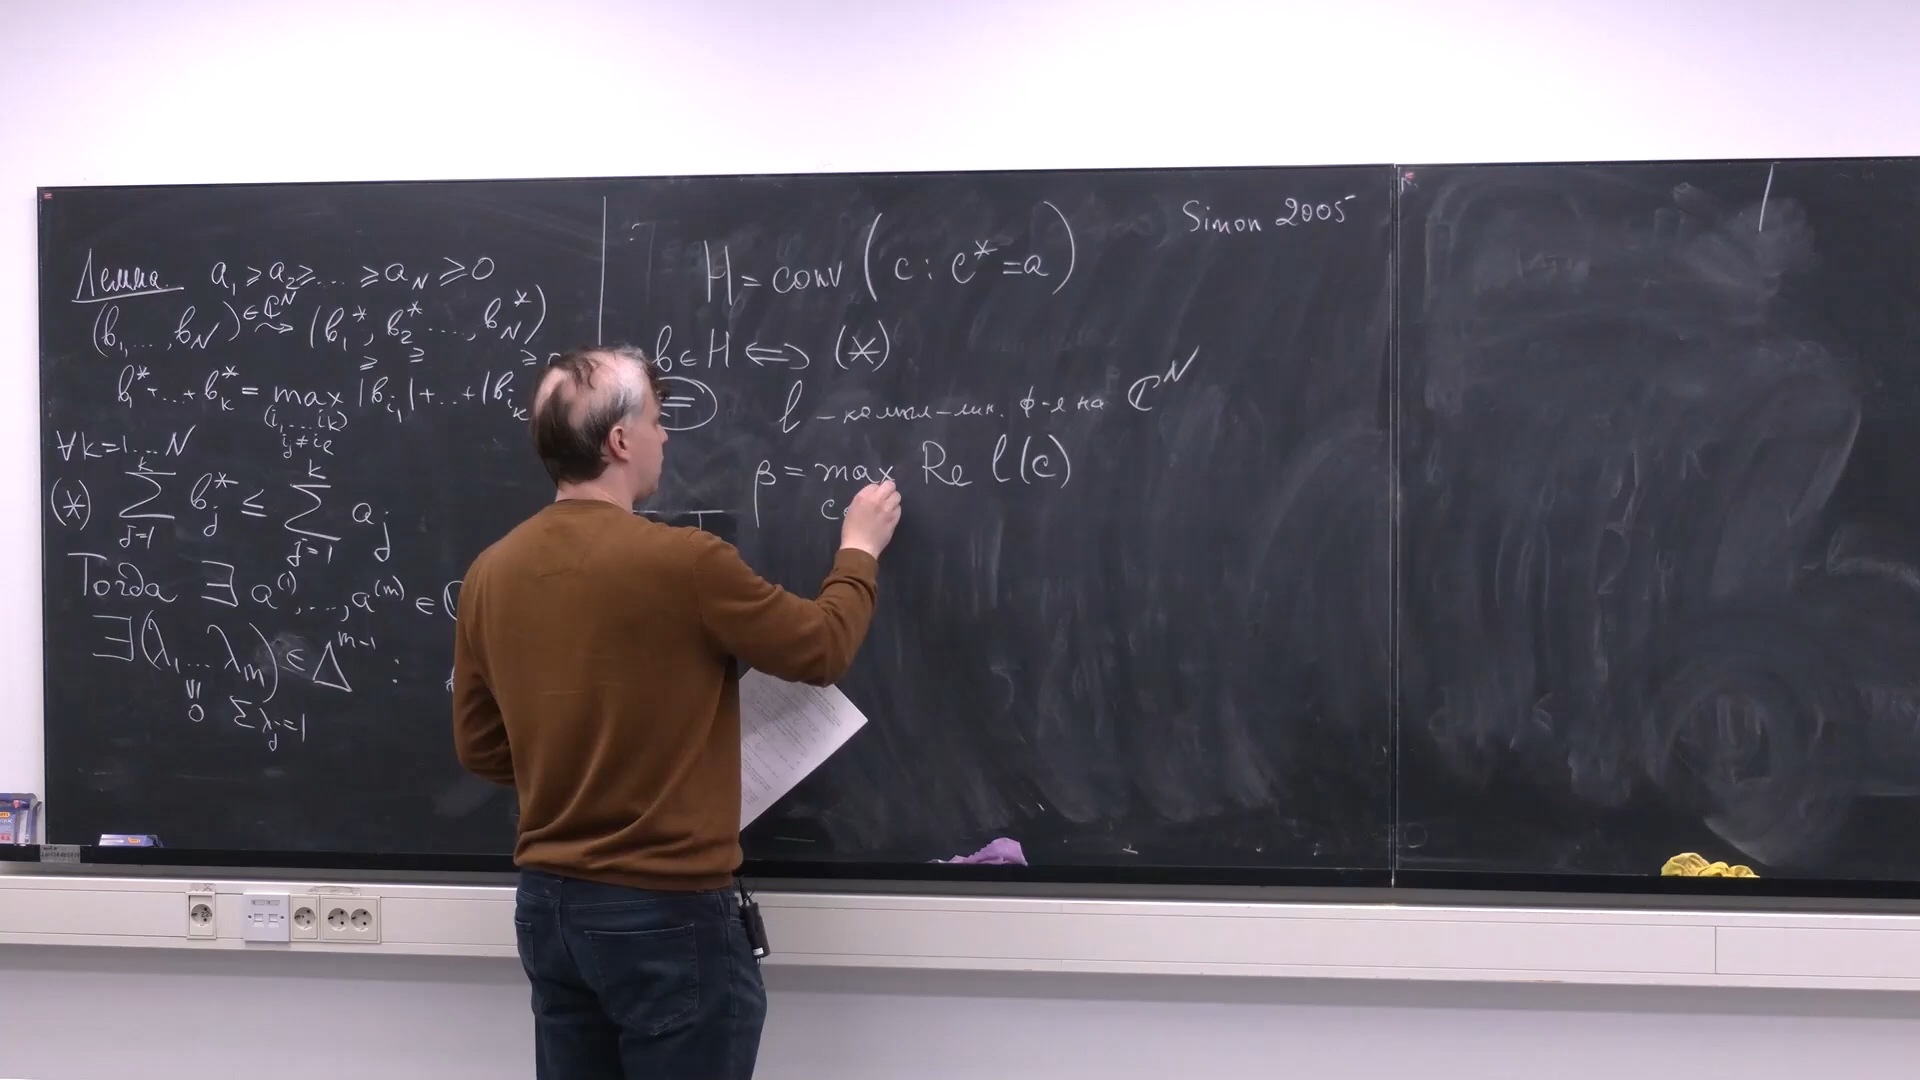 Лемма. a₁ ⩾ a₂ ⩾ ... ⩾ a_N ⩾ 0
(b₁, ..., b_N) ∈ ℂ^N ⇝ (b₁*, b₂*, ..., b_N*)
⩾ ⩾ ⩾
b₁* + ... + b_k* = max |b_{i₁}| + ... + |b_{i_k}
(i₁ ... i_k)
i_j ≠ i_e
∀k = 1 ... N
(*) ∑_{j=1}^{k} b_j* ≤ ∑_{j=1}^{k} a_j
Тогда ∃ a^{(1)}, ..., a^{(m)} ∈
∃ (λ₁ ... λ_m) ∈ Δ^{m-1} :
0 ∑λ_j = 1
Simon 2005
H = conv (c : c* = a)
b ∈ H ⟺ (*)
l – компл-лин. ф-я на ℂ^N
β = max Re l(c)
c